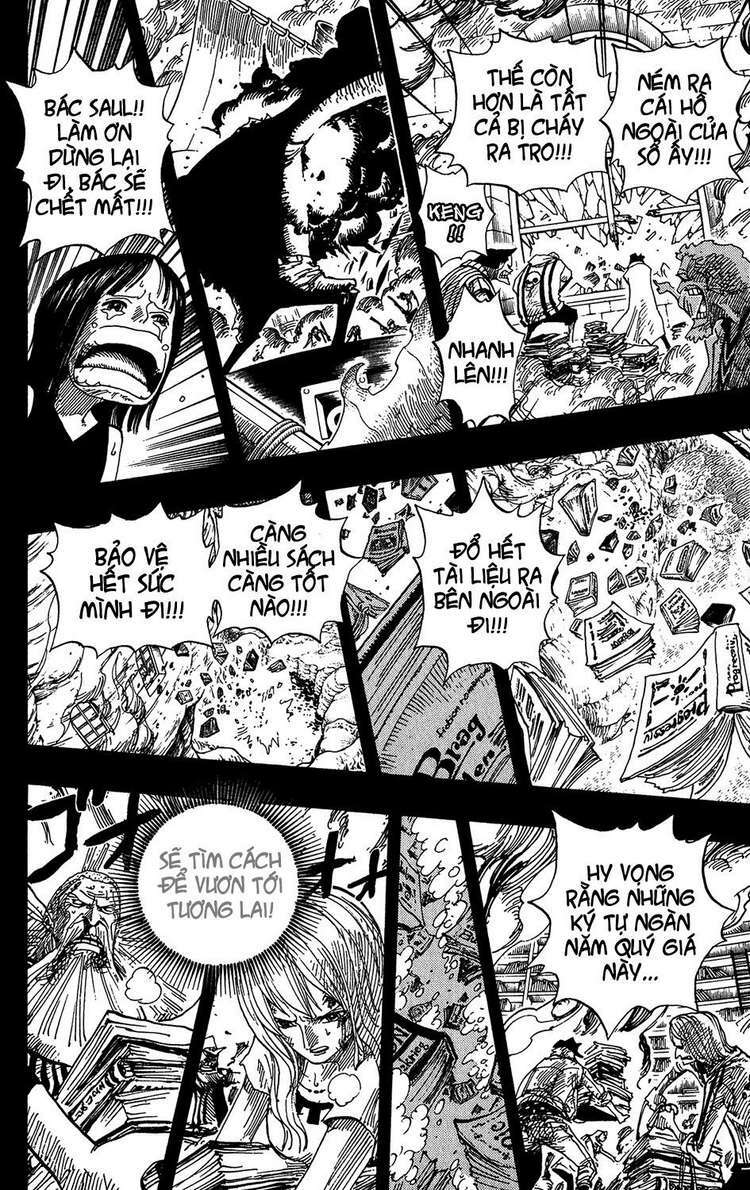 NÉM RA
CÁI HỒ
NGOÀI CỬA
SỔ ẤY!!!
THẾ CÒN
HƠN LÀ TẤT
CẢ BỊ CHÁY
RA TRO!!!
KENG
!!
NHANH
LÊN!!!
BÁC SAUL!!
LÀM ƠN
DỪNG LẠI
ĐI, BÁC SẼ
CHẾT MẤT!!!
ĐỔ HẾT
TÀI LIỆU RA
BÊN NGOÀI
ĐI!!!
CÀNG
NHIỀU SÁCH
CÀNG TỐT
NÀO!!!
BẢO VỆ
HẾT SỨC
MÌNH ĐI!!!
Brag
HY VỌNG
RẰNG NHỮNG
KÝ TỰ NGÀN
NĂM QUÝ GIÁ
NÀY...
SẼ TÌM CÁCH
ĐỂ VƯƠN TỚI
TƯƠNG LAI!